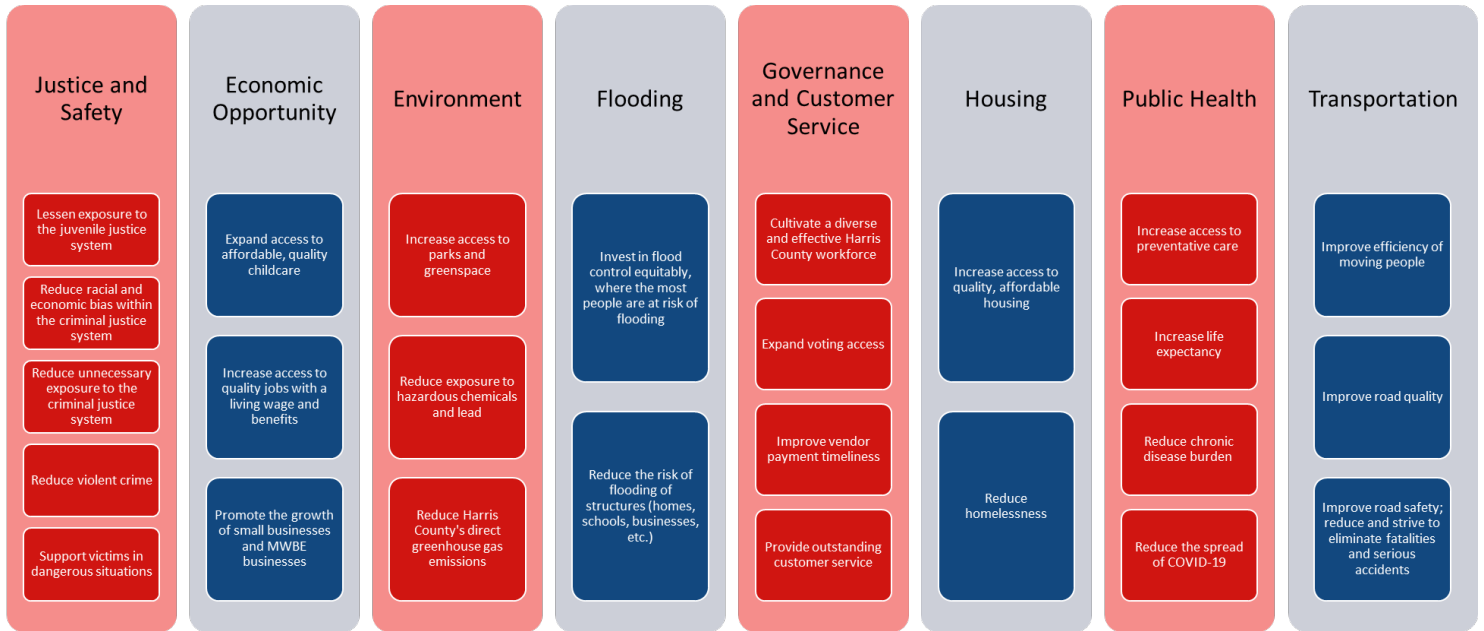 Justice and
Safety
Lessen exposure to
the juvenile justice
system
Reduce racial and
economic bias within
the criminal justice
system
Reduce unnecessary
exposure to the
criminal justice
system
Reduce violent crime
Support victims in
dangerous situations
Economic
Opportunity
Expand access to
affordable, quality
childcare
Increase access to
quality jobs with a
living wage and
benefits
Promote the growth
of small businesses
and MWBE
businesses
Environment
Increase access to
parks and
greenspace
Reduce exposure to
hazardous chemicals
and lead
Reduce Harris
County's direct
greenhouse gas
emissions
Flooding
Invest in flood
control equitably,
where the most
people are at risk of
flooding
Reduce the risk of
flooding of
structures (homes,
schools, businesses,
etc.)
Governance
and Customer
Service
Cultivate a diverse
and effective Harris
County workforce
Expand voting access
Improve vendor
payment timeliness
Provide outstanding
customer service
Housing
Increase access to
quality, affordable
housing
Reduce
homelessness
Public Health
Increase access to
preventative care
Increase life
expectancy
Reduce chronic
disease burden
Reduce the spread
of COVID-19
Transportation
Improve efficiency of
moving people
Improve road quality
Improve road safety;
reduce and strive to
eliminate fatalities
and serious
accidents